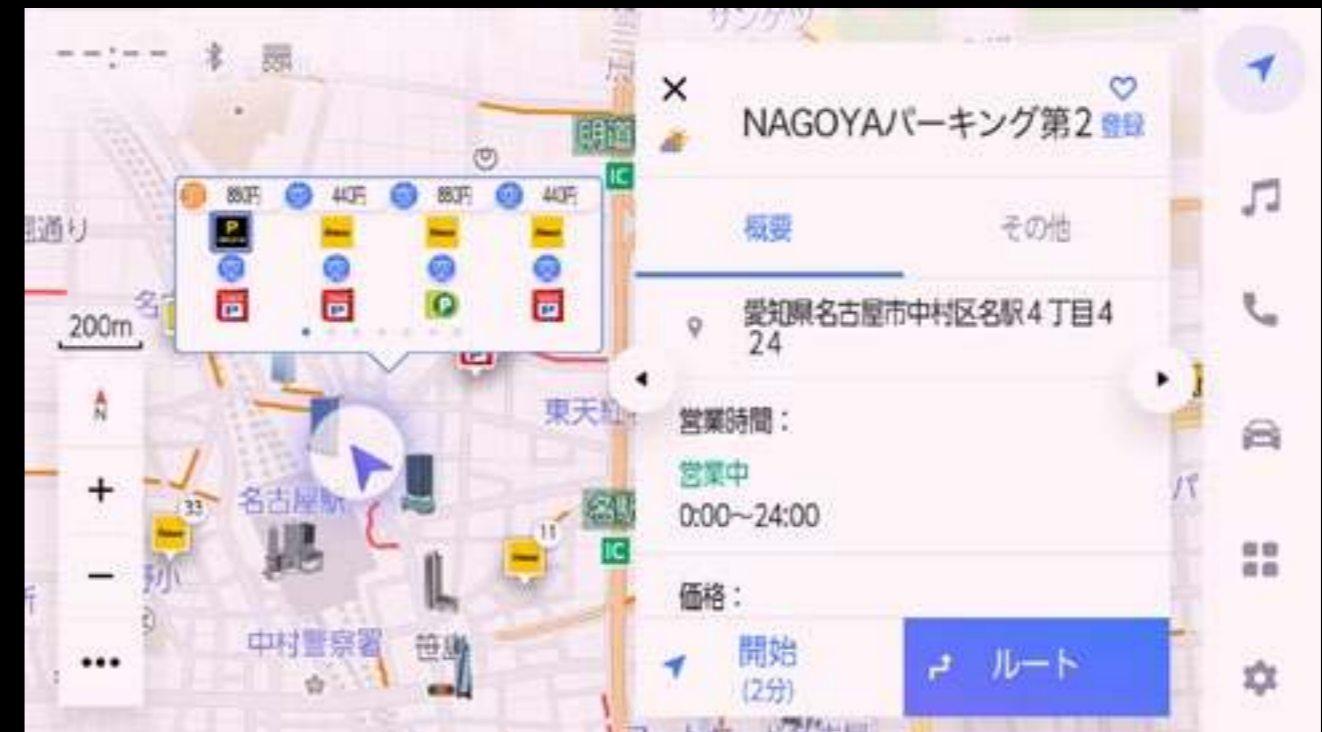 --:--
明道
IC
880円 440円 880円 440円
200m
N
東天紅
名古屋駅
33
11
IC
中村警察署
NAGOYAパーキング第2
登録
概要
その他
愛知県名古屋市中村区名駅4丁目4
24
営業時間：
営業中
0:00～24:00
価格：
開始
(2分)
ルート